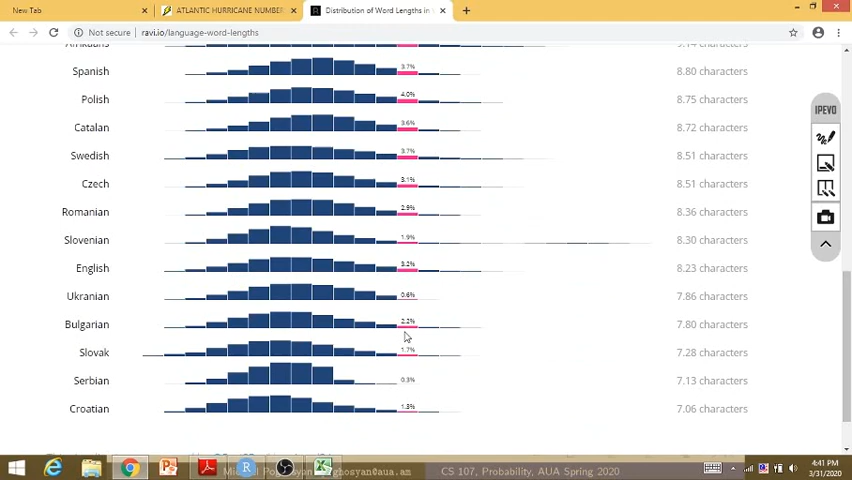 New Tab
ATLANTIC HURRICANE NUMBER
Distribution of Word Lengths in
Not secure | ravi.io/language-word-lengths
Afrikaans 9.14 characters
Spanish 3.7% 8.80 characters
Polish 4.0% 8.75 characters
Catalan 3.6% 8.72 characters
Swedish 3.7% 8.51 characters
Czech 3.1% 8.51 characters
Romanian 2.9% 8.36 characters
Slovenian 1.9% 8.30 characters
English 3.2% 8.23 characters
Ukranian 0.6% 7.86 characters
Bulgarian 2.2% 7.80 characters
Slovak 1.7% 7.28 characters
Serbian 0.3% 7.13 characters
Croatian 1.3% 7.06 characters
IPEVO
CS 107, Probability, AUA Spring 2020
4:41 PM
3/31/2020